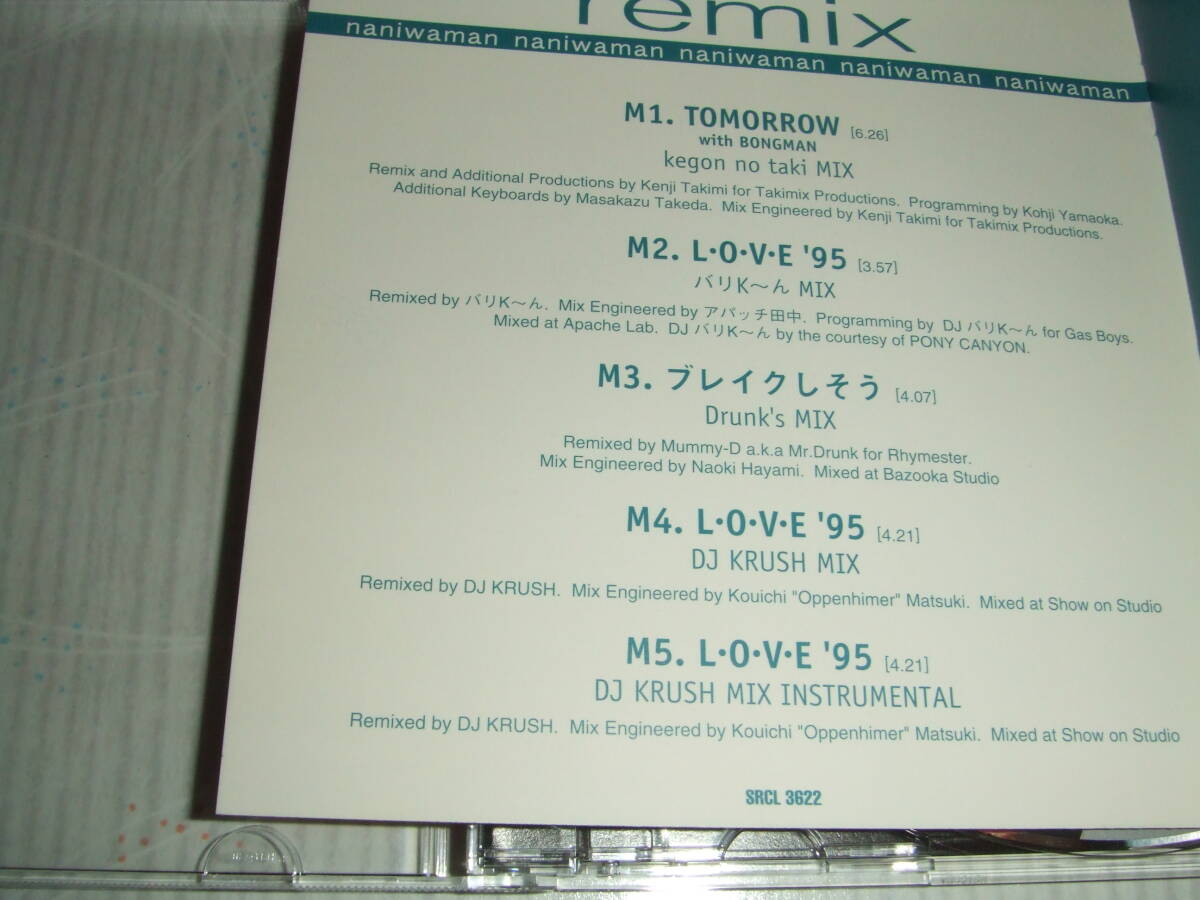 remix
naniwaman naniwaman naniwaman naniwaman naniwaman
M1. TOMORROW [6.26]
with BONGMAN
kegon no taki MIX
Remix and Additional Productions by Kenji Takimi for Takimix Productions. Programming by Kohji Yamaoka.
Additional Keyboards by Masakazu Takeda. Mix Engineered by Kenji Takimi for Takimix Productions.
M2. L·O·V·E '95 [3.57]
バリK〜ん MIX
Remixed by バリK〜ん. Mix Engineered by アパッチ田中. Programming by DJ バリK〜ん for Gas Boys.
Mixed at Apache Lab. DJ バリK〜ん by the courtesy of PONY CANYON.
M3. ブレイクしそう [4.07]
Drunk's MIX
Remixed by Mummy-D a.k.a Mr.Drunk for Rhymester.
Mix Engineered by Naoki Hayami. Mixed at Bazooka Studio
M4. L·O·V·E '95 [4.21]
DJ KRUSH MIX
Remixed by DJ KRUSH. Mix Engineered by Kouichi "Oppenhimer" Matsuki. Mixed at Show on Studio
M5. L·O·V·E '95 [4.21]
DJ KRUSH MIX INSTRUMENTAL
Remixed by DJ KRUSH. Mix Engineered by Kouichi "Oppenhimer" Matsuki. Mixed at Show on Studio
SRCL 3622